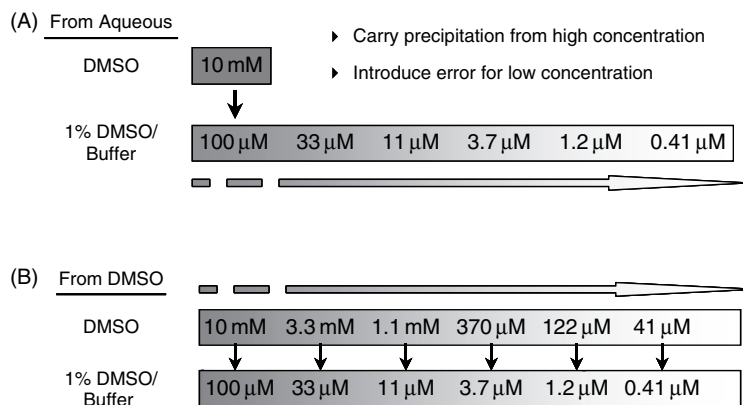 (A) From Aqueous
▸ Carry precipitation from high concentration
DMSO 10 mM
▸ Introduce error for low concentration
1% DMSO/
Buffer
100 μM 33 μM 11 μM 3.7 μM 1.2 μM 0.41 μM
(B) From DMSO
DMSO 10 mM 3.3 mM 1.1 mM 370 μM 122 μM 41 μM
1% DMSO/
Buffer
100 μM 33 μM 11 μM 3.7 μM 1.2 μM 0.41 μM